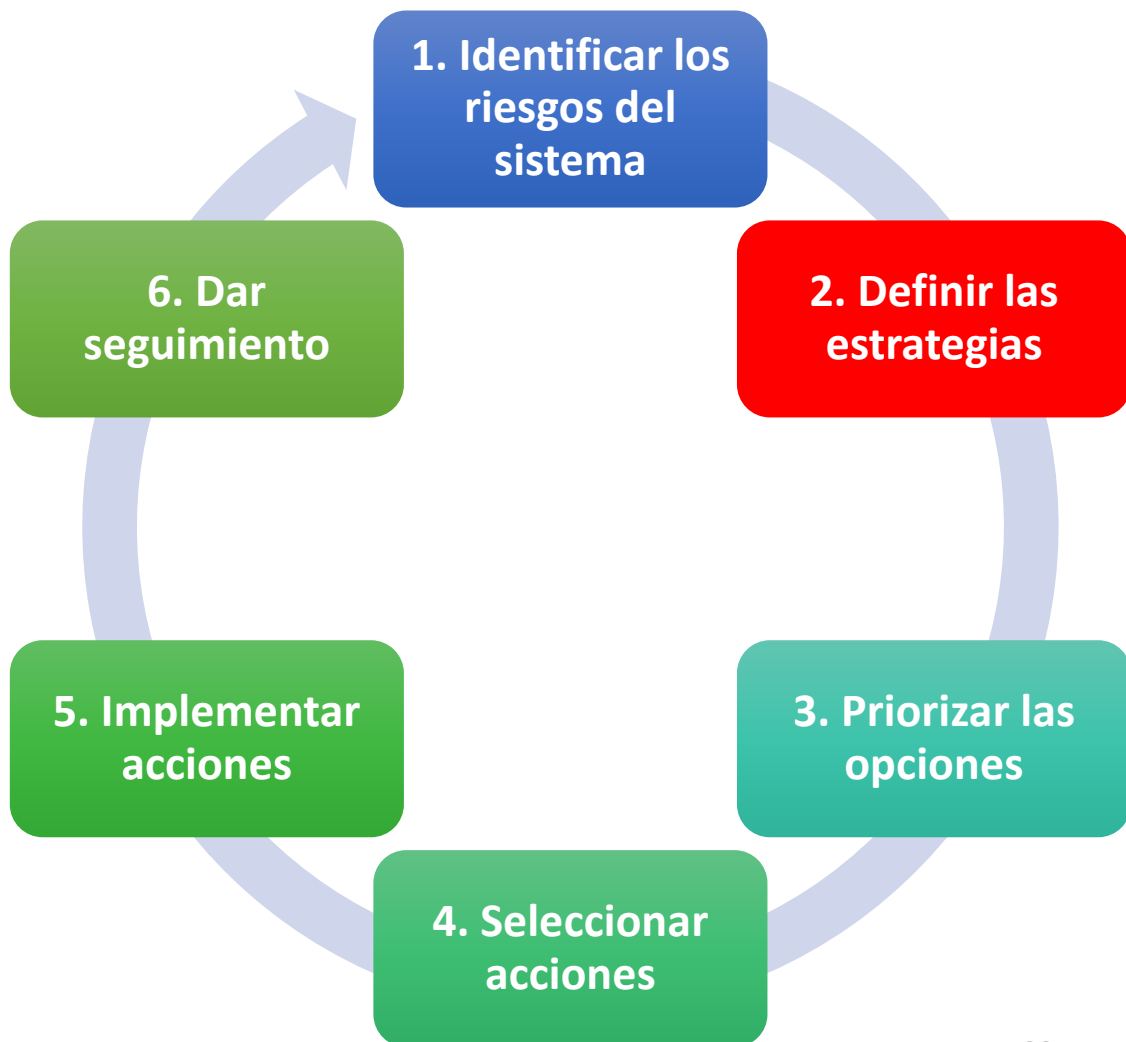 1. Identificar los
riesgos del
sistema
2. Definir las
estrategias
3. Priorizar las
opciones
4. Seleccionar
acciones
5. Implementar
acciones
6. Dar
seguimiento